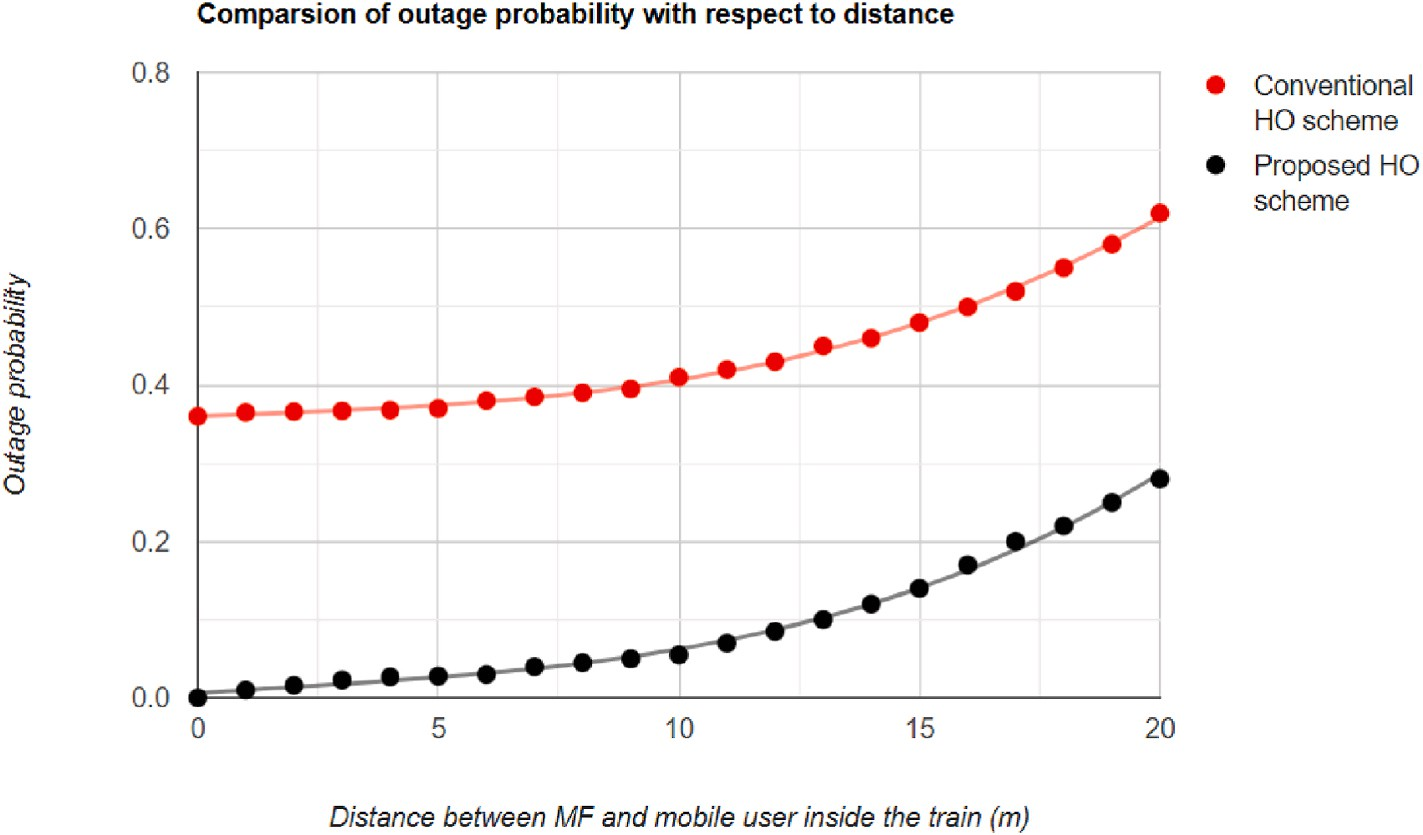 Comparsion of outage probability with respect to distance
0.8
0.6
0.4
0.2
0.0
Outage probability
0
5
10
15
20
Distance between MF and mobile user inside the train (m)
Conventional
HO scheme
Proposed HO
scheme